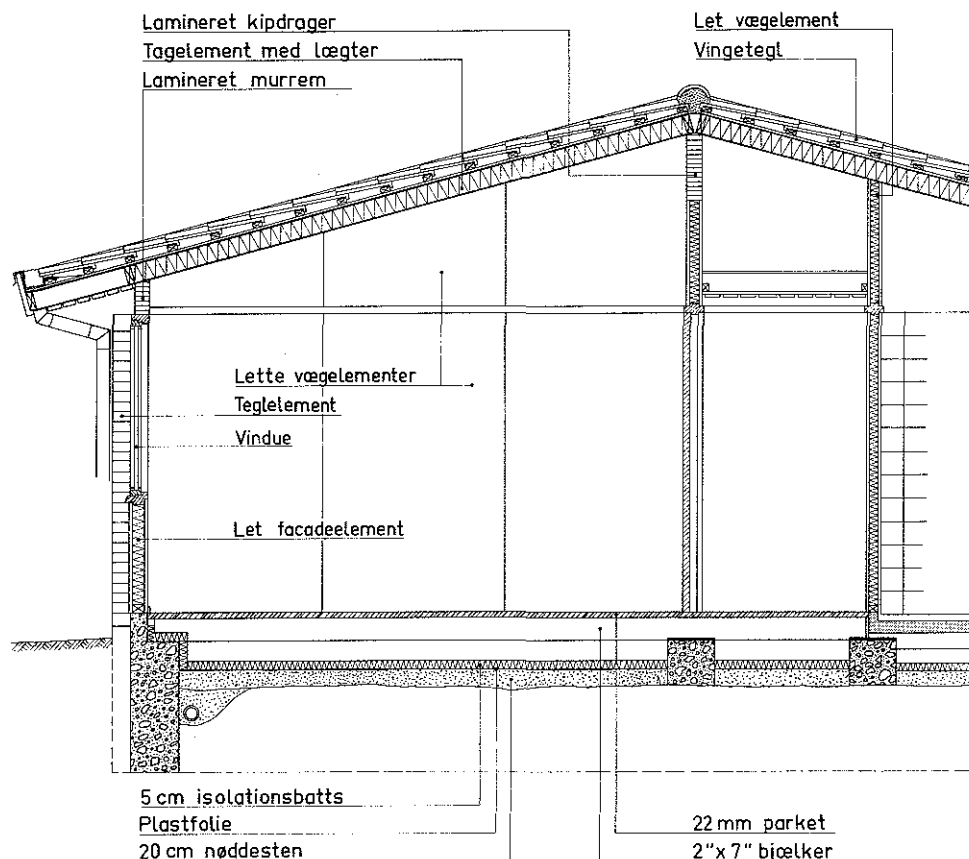 Lamineret kipdrager
Tagelement med lægter
Lamineret murrem
Let vægelement
Vingetegl
Lette vægelementer
Teglelement
Vindue
Let facadeelement
5 cm isolationsbatts
Plastfolie
20 cm nøddesten
22 mm parket
2"x 7" bjælker